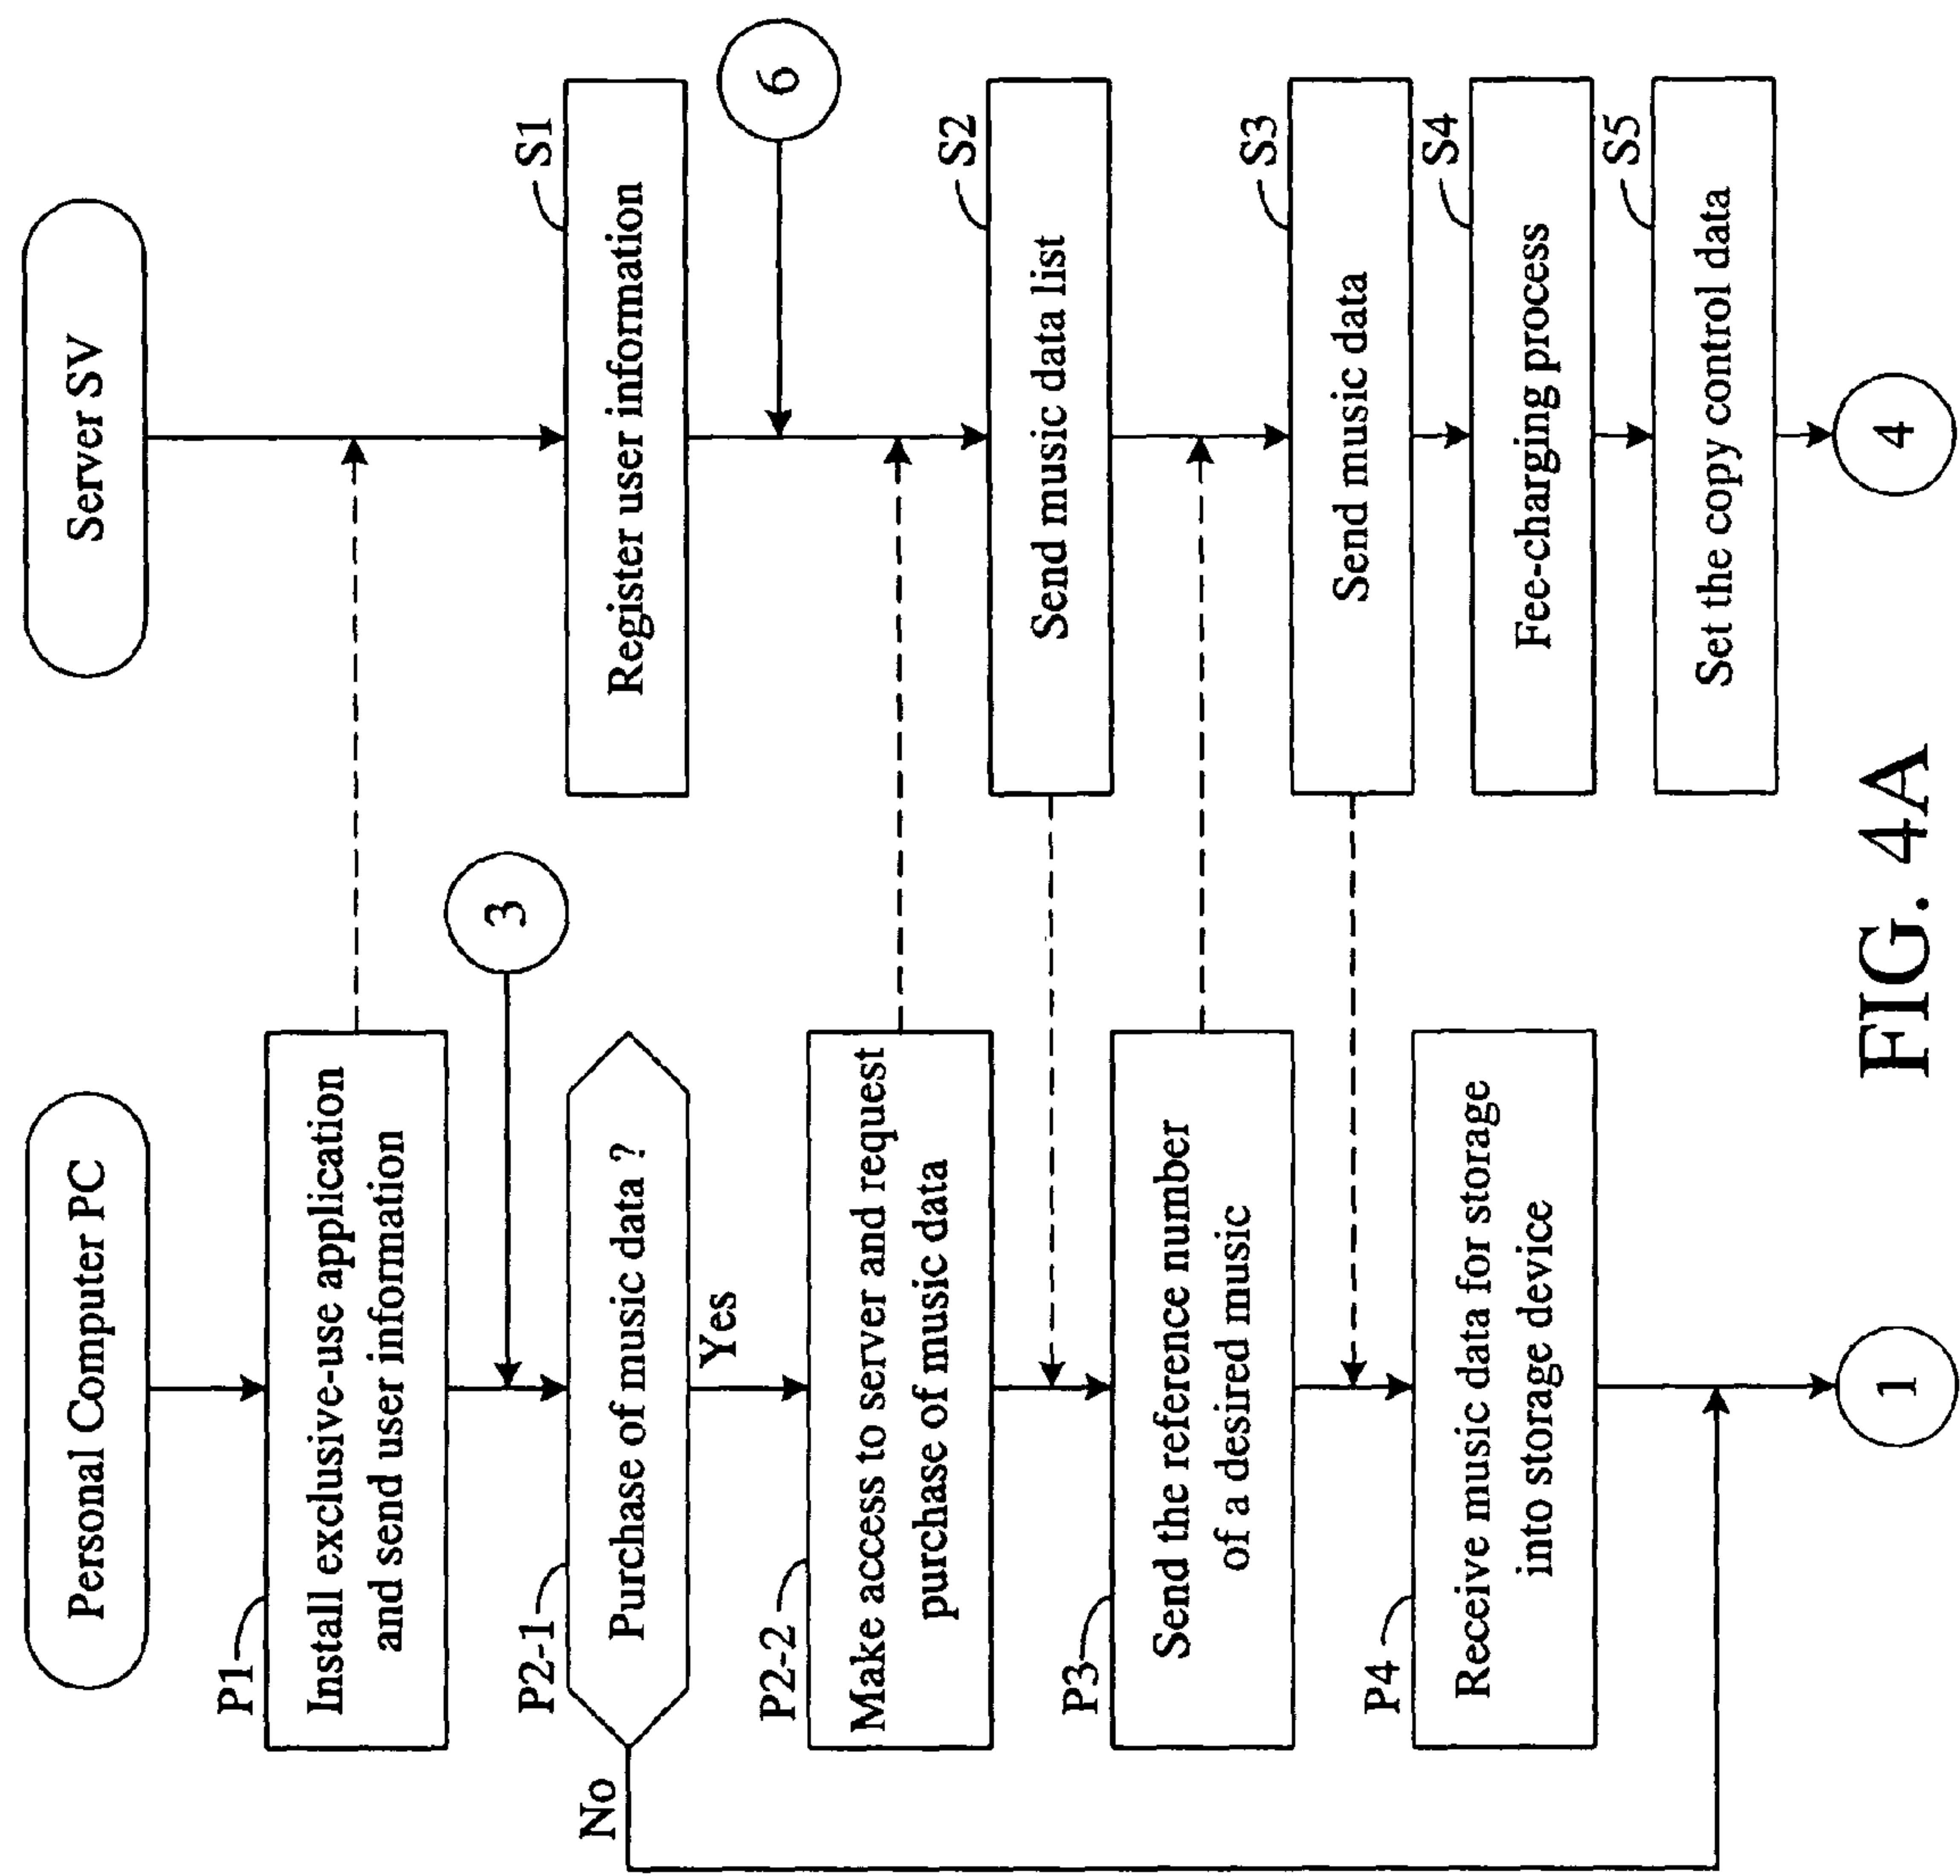 Personal Computer PC
P1
Install exclusive-use application
and send user information
3
P2-1
Purchase of music data ?
No
Yes
P2-2
Make access to server and request
purchase of music data
P3
Send the reference number
of a desired music
P4
Receive music data for storage
into storage device
1
Server SV
S1
Register user information
6
S2
Send music data list
S3
Send music data
S4
Fee-charging process
S5
Set the copy control data
4
FIG. 4A